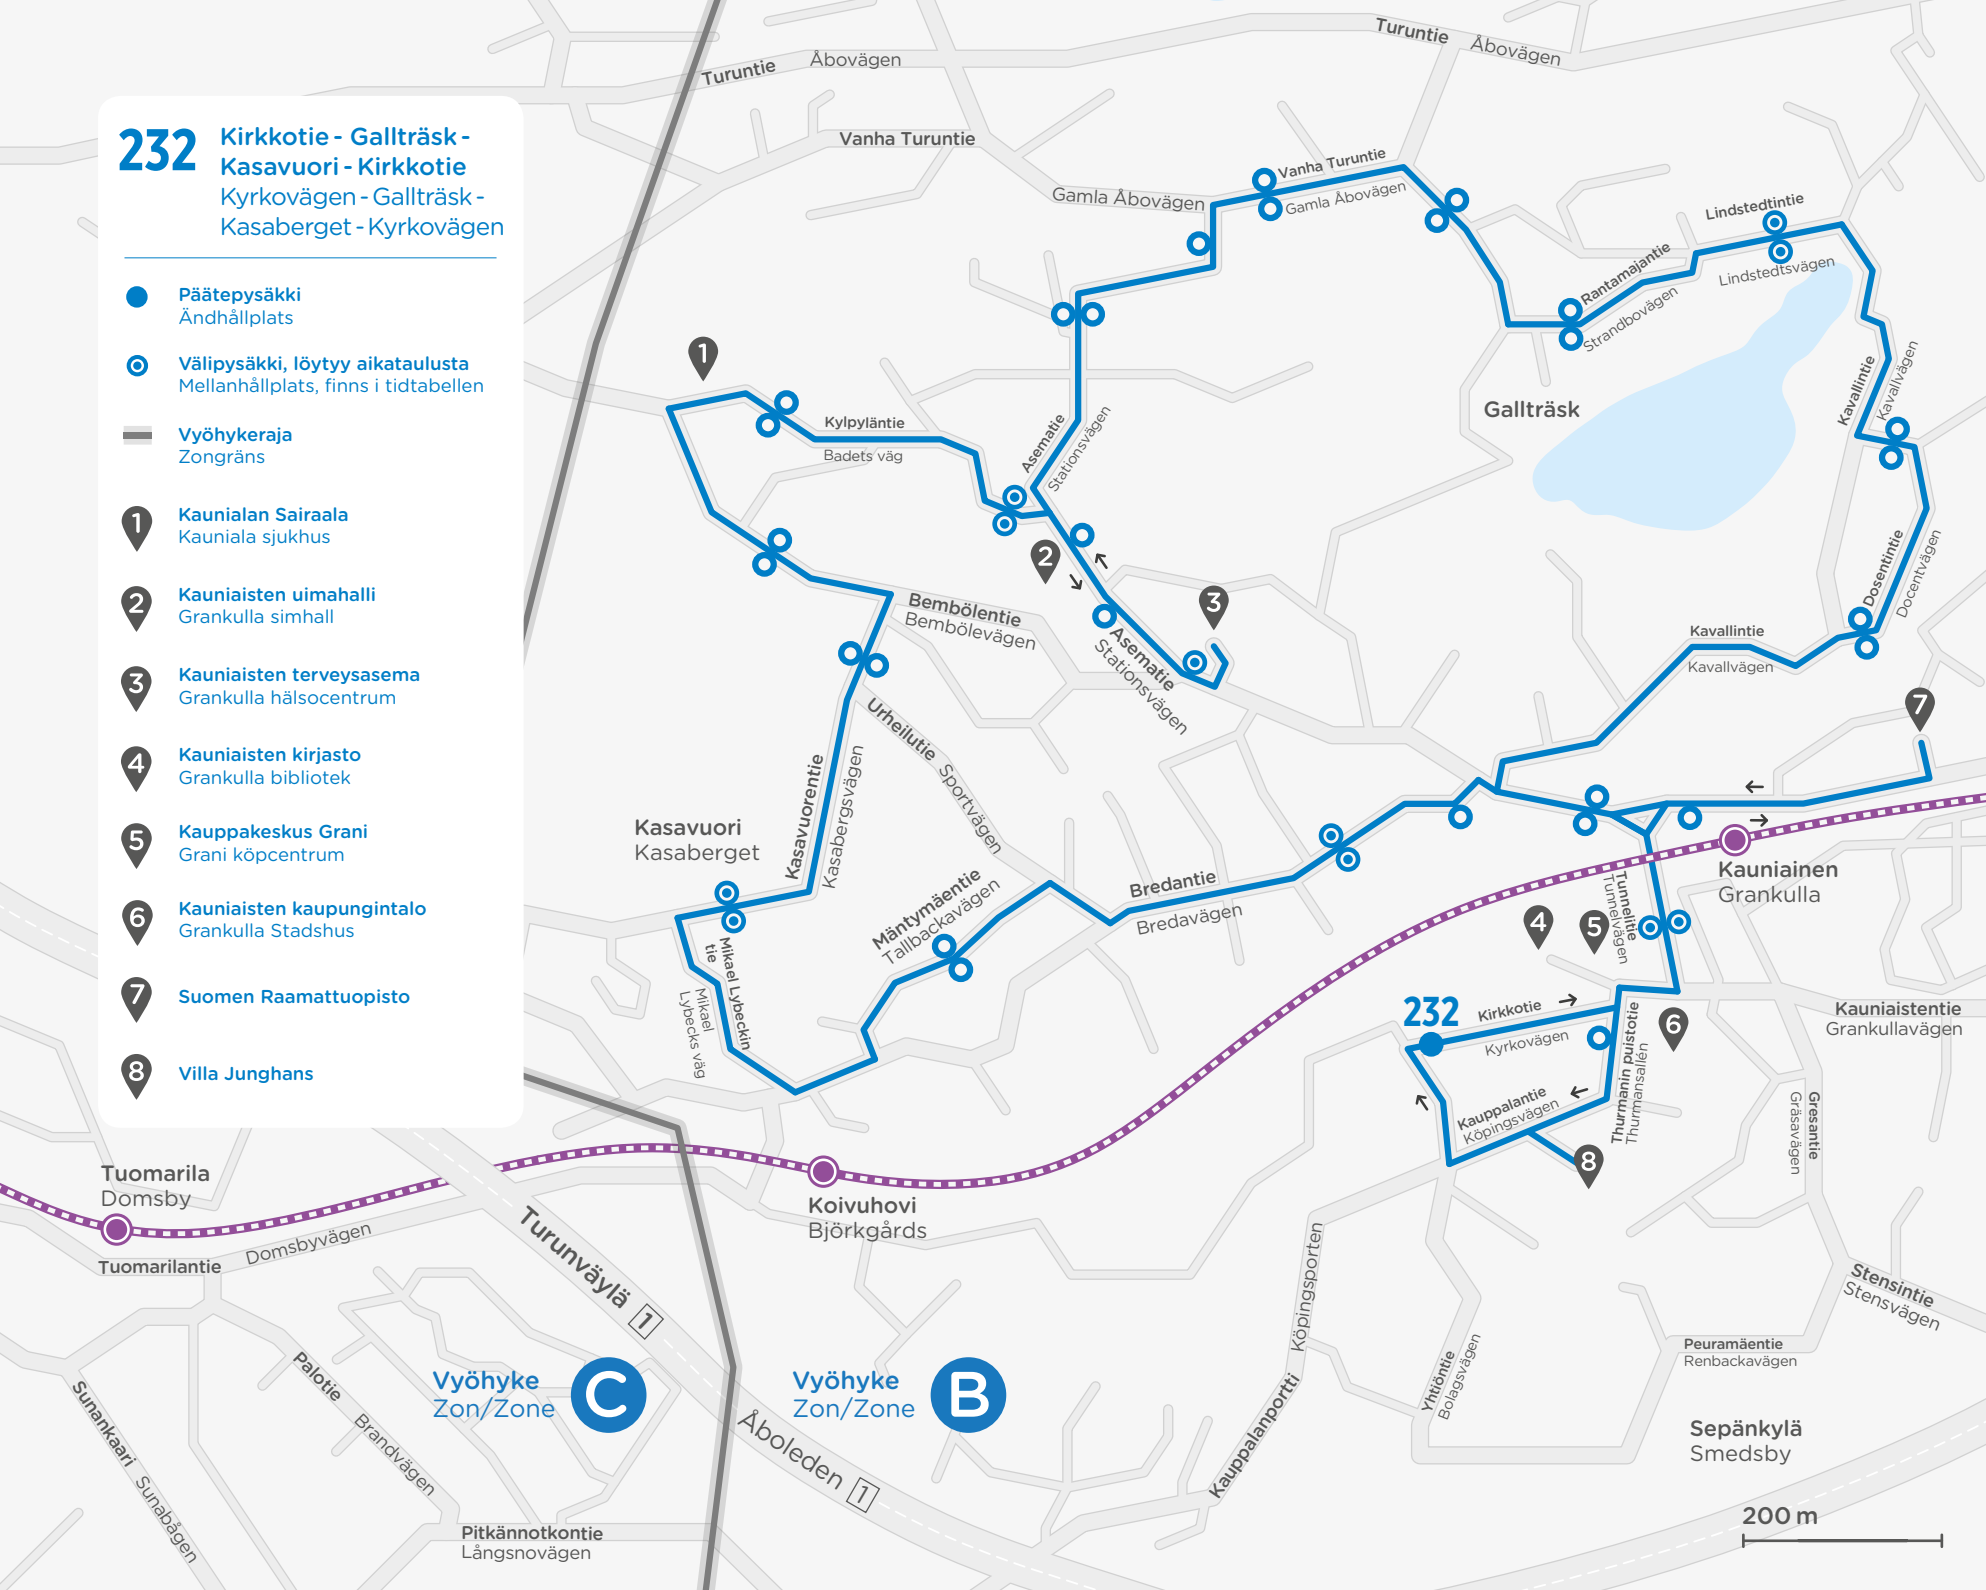 232
Kirkkotie - Gallträsk -
Kasavuori - Kirkkotie
Kyrkovägen - Gallträsk -
Kasaberget - Kyrkovägen
Päätepysäkki
Ändhållplats
Välipysäkki, löytyy aikataulusta
Mellanhållplats, finns i tidtabellen
Vyöhykeraja
Zongräns
1
Kaunialan Sairaala
Kauniala sjukhus
2
Kauniaisten uimahalli
Grankulla simhall
3
Kauniaisten terveysasema
Grankulla hälsocentrum
4
Kauniaisten kirjasto
Grankulla bibliotek
5
Kauppakeskus Grani
Grani köpcentrum
6
Kauniaisten kaupungintalo
Grankulla Stadshus
7
Suomen Raamattuopisto
8
Villa Junghans
Turuntie
Åbovägen
Turuntie
Åbovägen
Vanha Turuntie
Gamla Åbovägen
Vanha Turuntie
Gamla Åbovägen
Lindstedtintie
Lindstedtsvägen
Rantamajantie
Strandbovägen
1
Kylpyläntie
Badets väg
Asematie
Stationsvägen
Gallträsk
Kavallintie
Kavallvägen
2
3
Dosentintie
Docentvägen
Bembölentie
Bembölevägen
Asematie
Stationsvägen
Kavallintie
Kavallvägen
7
Urheilutie
Sportvägen
Kasavuorentie
Kasabergsvägen
Kasavuori
Kasaberget
Mäntymäentie
Tallbackavägen
Bredantie
Bredavägen
Kauniainen
Grankulla
Tunnelitie
Tunnelvägen
4
5
Mikael Lybeckin
tie
Mikael
Lybecks väg
232
Kirkkotie
Kyrkovägen
6
Kauniaistentie
Grankullavägen
Thurmanin puistotie
Thurmansallén
Kauppalantie
Köpingsvägen
Gresantie
Gräsavägen
8
Tuomarila
Domsby
Koivuhovi
Björkgårds
Domsbyvägen
Tuomarilantie
Turunväylä
1
Köpingsporten
Kauppalanportti
Stensintie
Stensvägen
Peuramäentie
Renbackavägen
Yhtiöntie
Bolagsvägen
Vyöhyke
Zon/Zone
C
Vyöhyke
Zon/Zone
B
Palotie
Brandvägen
Sunankaari
Sunabågen
Åboleden
1
Sepänkylä
Smedsby
Pitkännotkontie
Långsnovägen
200 m